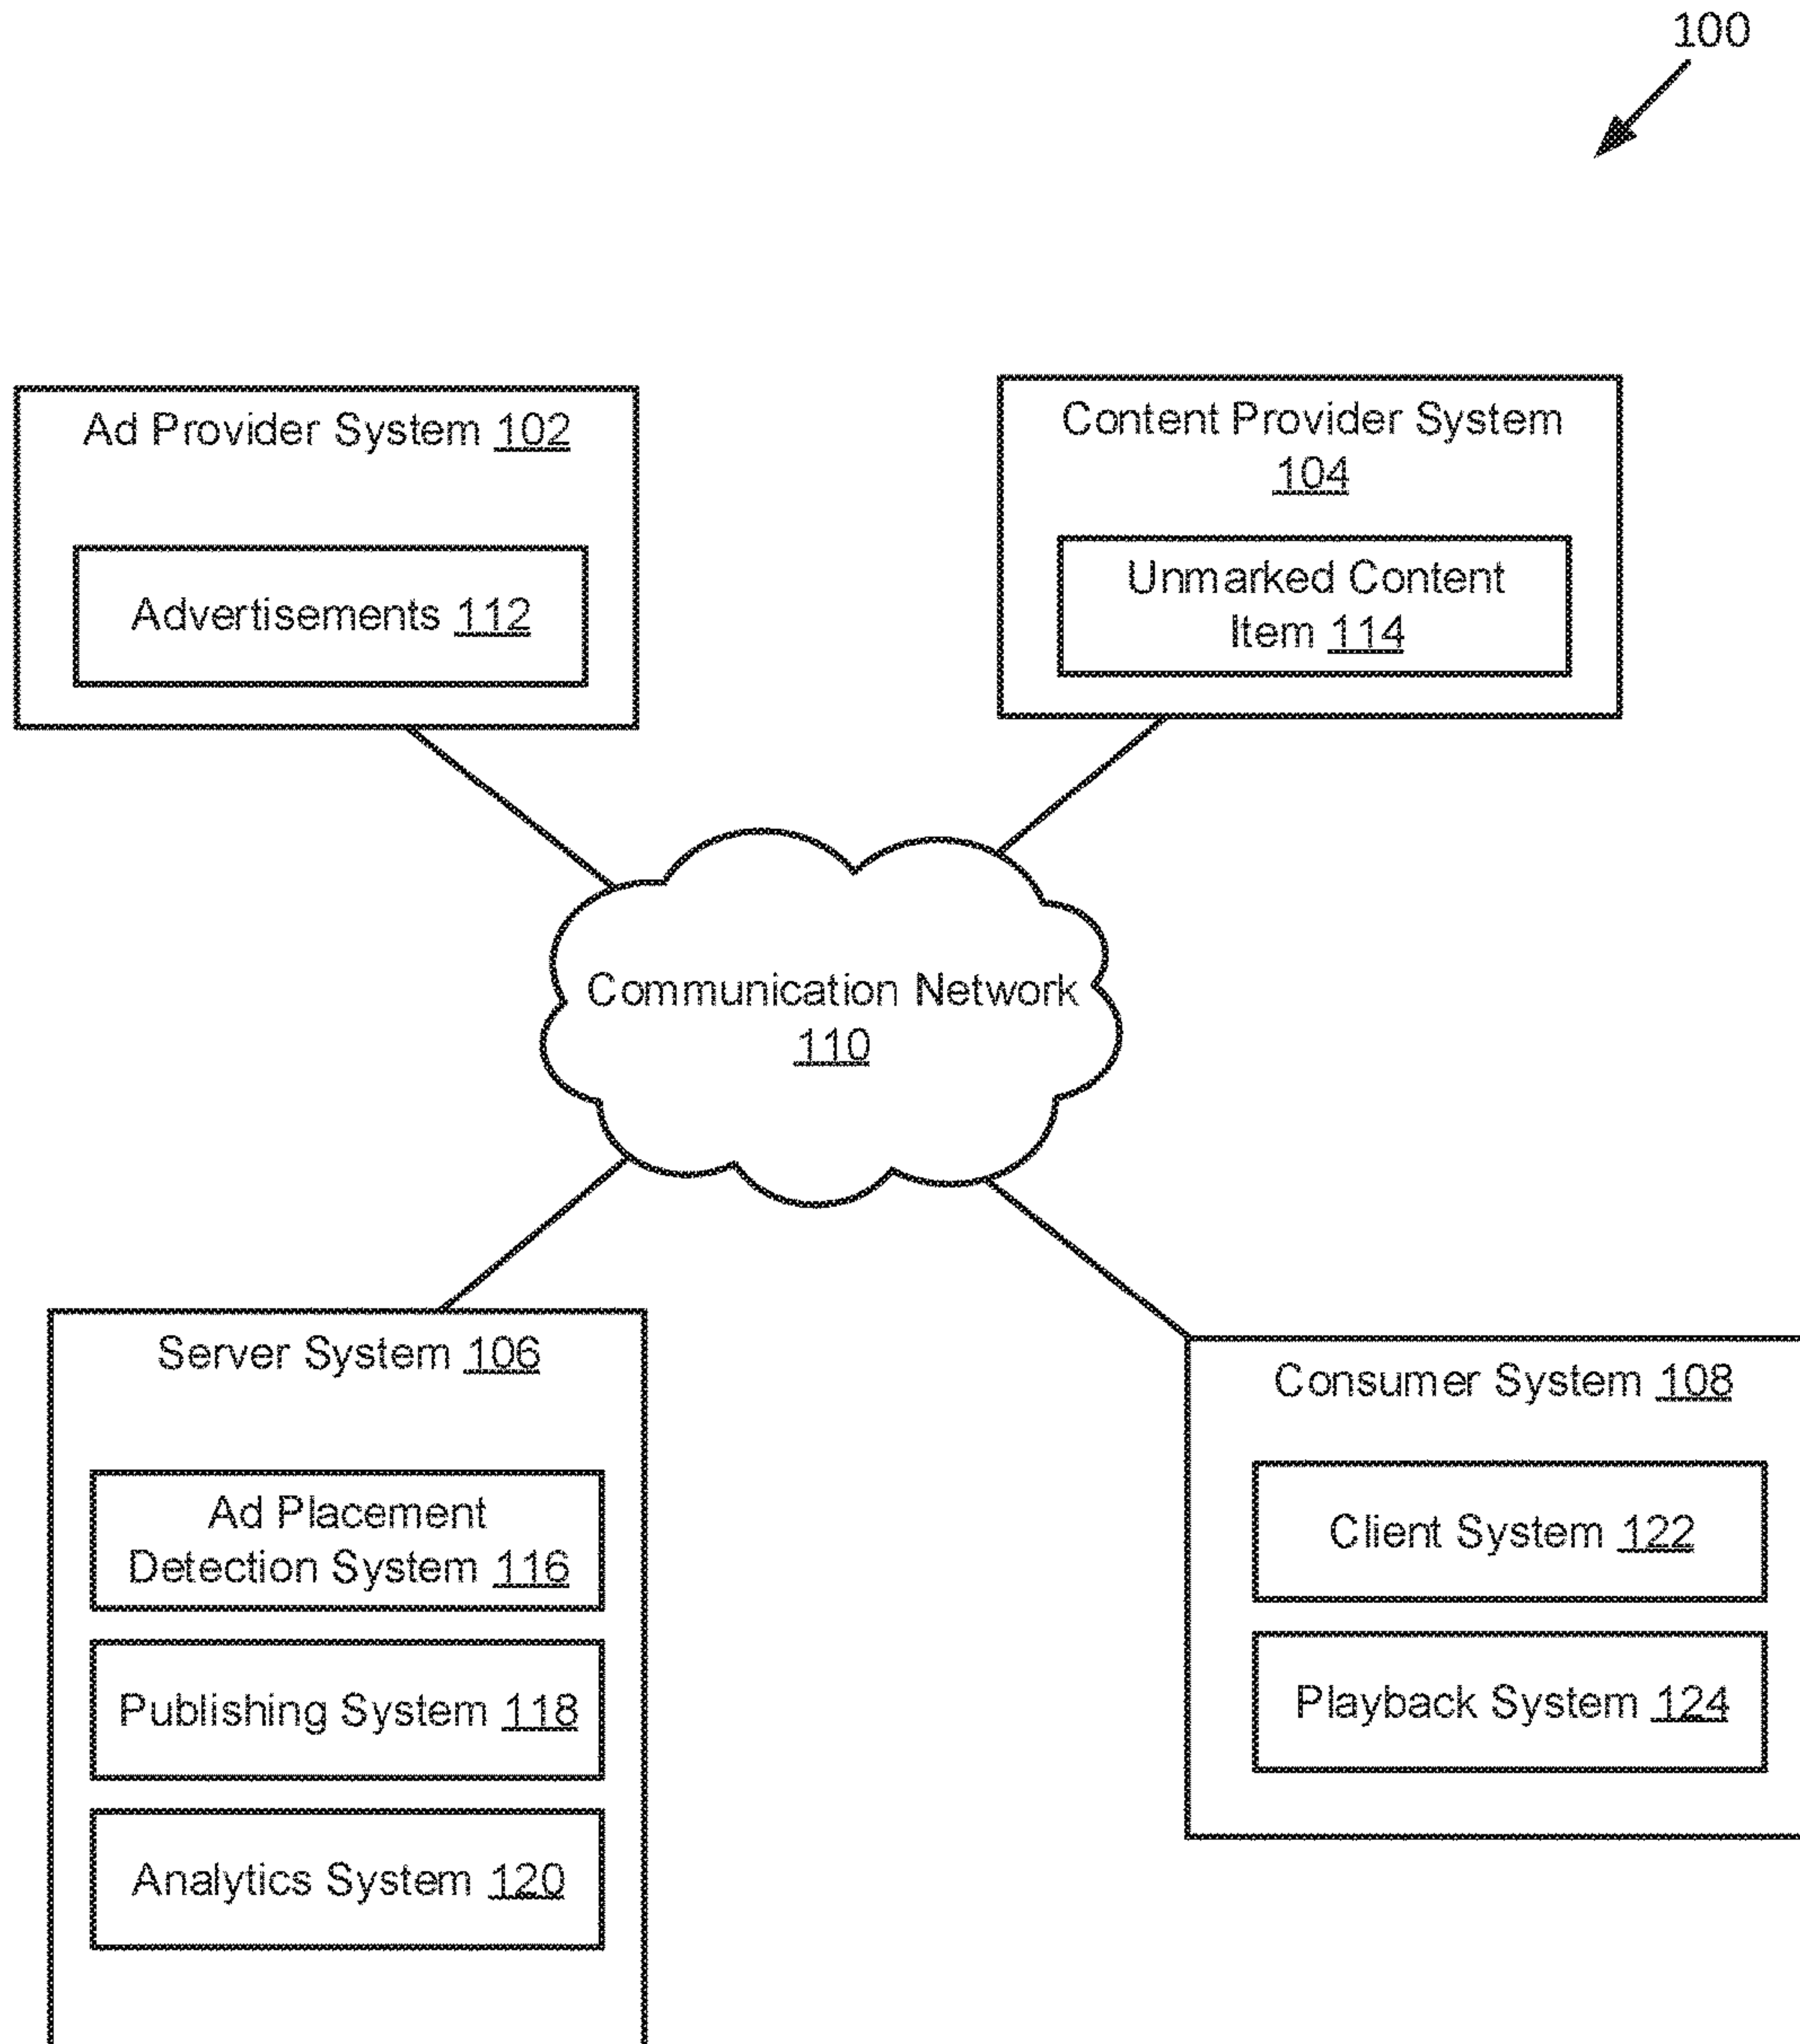 100
Ad Provider System 102
Advertisements 112
Content Provider System
104
Unmarked Content
Item 114
Communication Network
110
Server System 106
Ad Placement
Detection System 116
Publishing System 118
Analytics System 120
Consumer System 108
Client System 122
Playback System 124